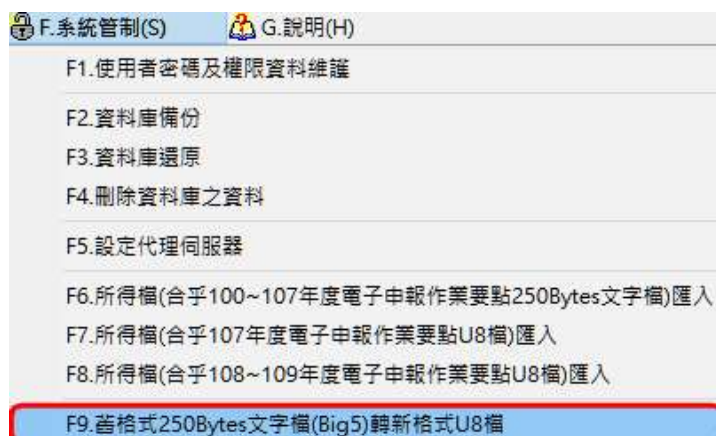 F.系統管制(S) G.說明(H)
F1.使用者密碼及權限資料維護
F2.資料庫備份
F3.資料庫還原
F4.刪除資料庫之資料
F5.設定代理伺服器
F6.所得檔(合乎100~107年度電子申報作業要點250Bytes文字檔)匯入
F7.所得檔(合乎107年度電子申報作業要點U8檔)匯入
F8.所得檔(合乎108~109年度電子申報作業要點U8檔)匯入
F9.舊格式250Bytes文字檔(Big5)轉新格式U8檔